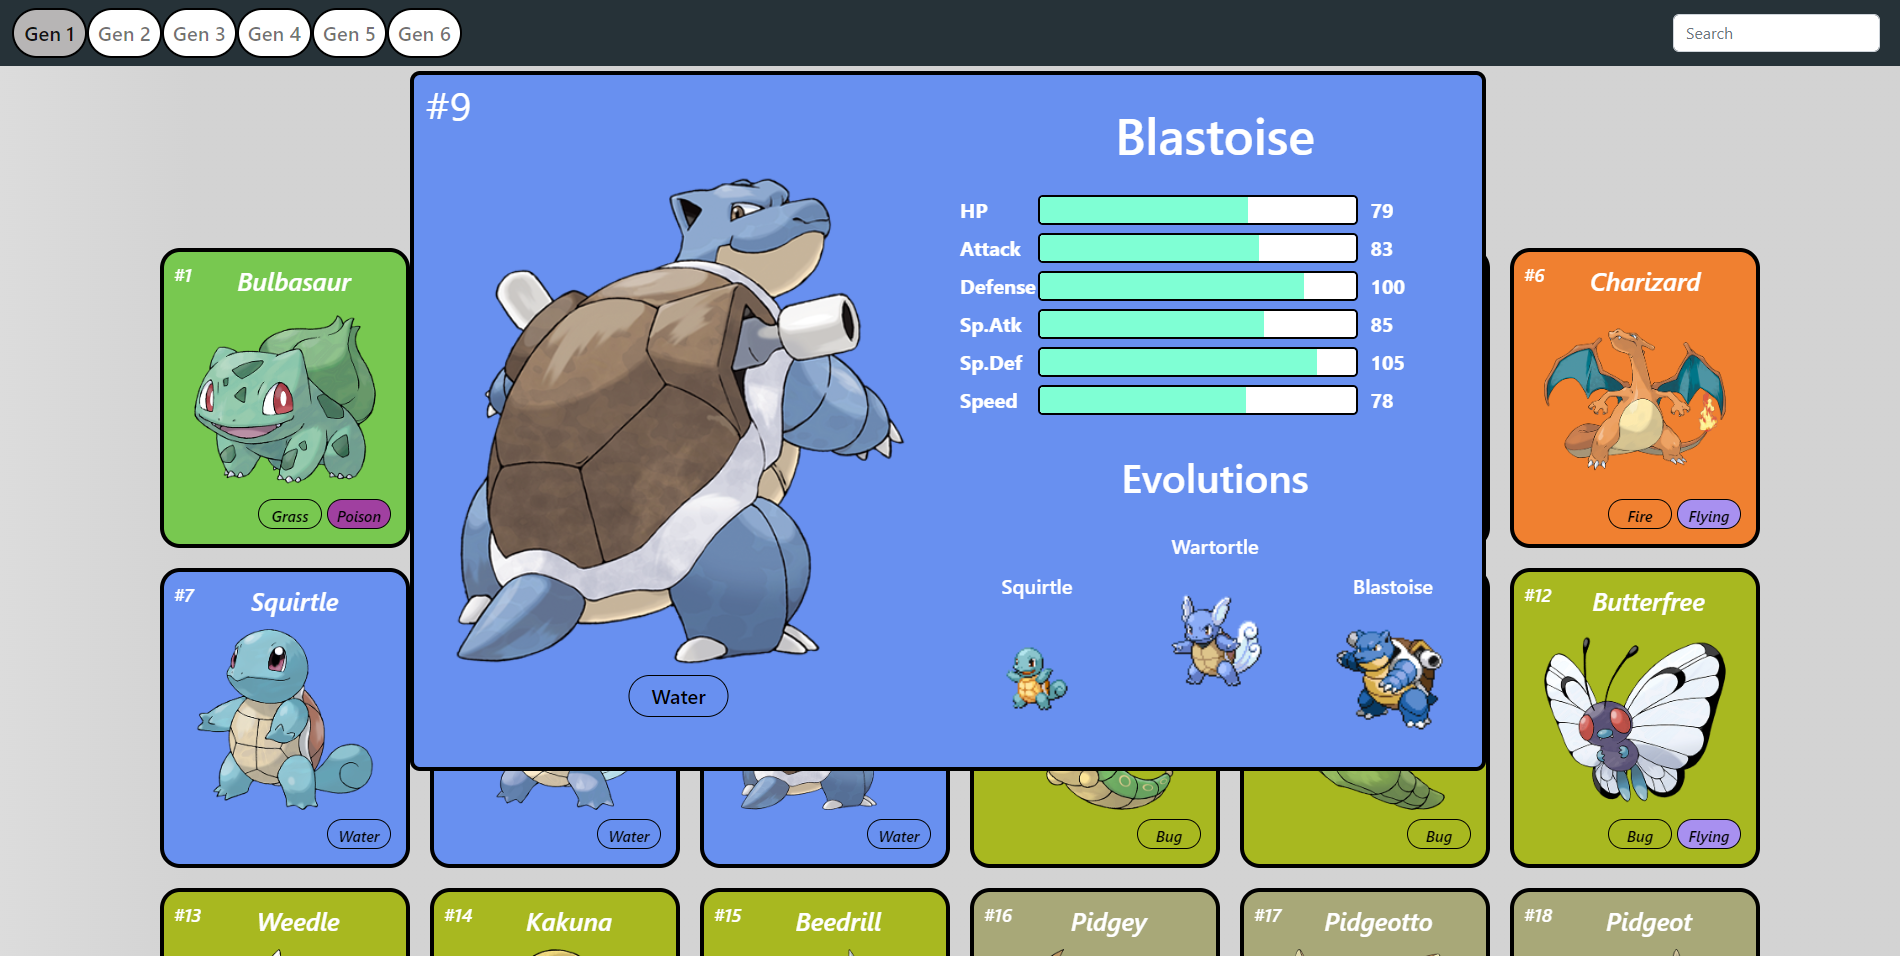 Gen 1 Gen 2 Gen 3 Gen 4 Gen 5 Gen 6
Search
#9
Blastoise
HP 79
Attack 83
Defense 100
Sp.Atk 85
Sp.Def 105
Speed 78
Water
Evolutions
Squirtle
Wartortle
Blastoise
#1 Bulbasaur
Grass Poison
#6 Charizard
Fire Flying
#7 Squirtle
Water
Water
Water
Bug
Bug
#12 Butterfree
Bug Flying
#13 Weedle
#14 Kakuna
#15 Beedrill
#16 Pidgey
#17 Pidgeotto
#18 Pidgeot